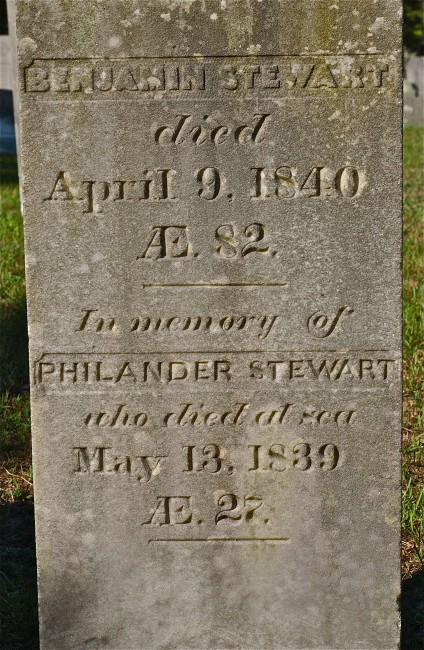 BENJAMIN STEWART
died
April 9, 1840
Æ. 82.
In memory of
PHILANDER STEWART
who died at sea
May 13, 1839
Æ. 27.